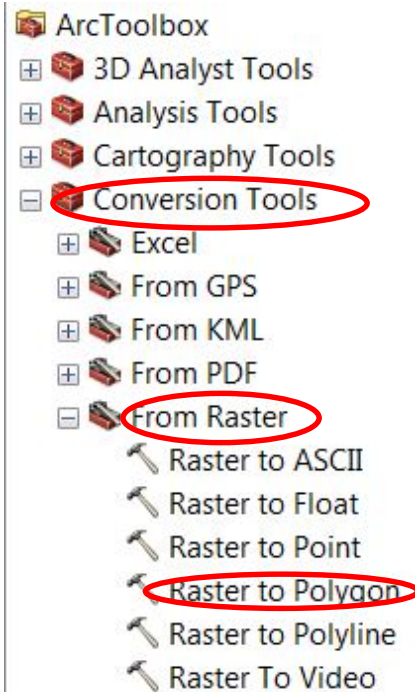 ArcToolbox
3D Analyst Tools
Analysis Tools
Cartography Tools
Conversion Tools
Excel
From GPS
From KML
From PDF
From Raster
Raster to ASCII
Raster to Float
Raster to Point
Raster to Polygon
Raster to Polyline
Raster To Video